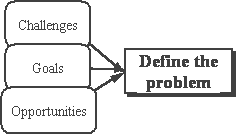 Challenges
Goals
Opportunities
Define the
problem